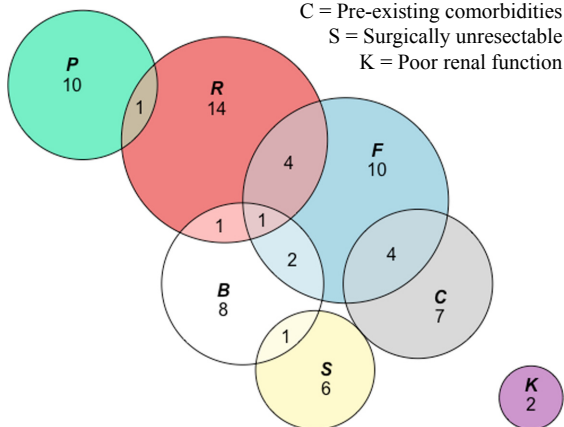 C = Pre-existing comorbidities
S = Surgically unresectable
K = Poor renal function
P
10
1
R
14
4
F
10
1
1
2
4
B
8
C
7
1
S
6
K
2